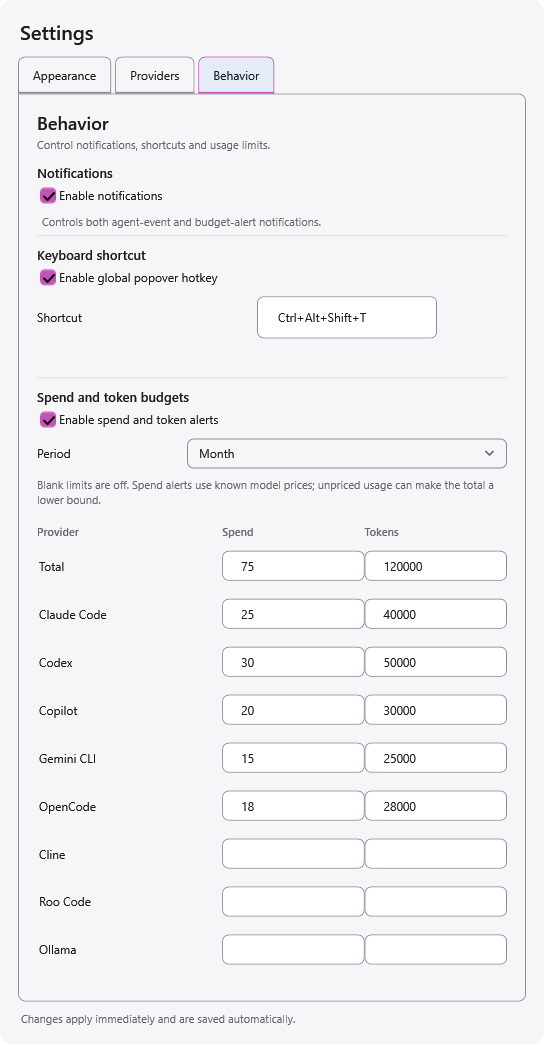 Settings
Appearance
Providers
Behavior
Behavior
Control notifications, shortcuts and usage limits.
Notifications
Enable notifications
Controls both agent-event and budget-alert notifications.
Keyboard shortcut
Enable global popover hotkey
Shortcut
Ctrl+Alt+Shift+T
Spend and token budgets
Enable spend and token alerts
Period
Month
Blank limits are off. Spend alerts use known model prices; unpriced usage can make the total a
lower bound.
Provider Spend Tokens
Total 75 120000
Claude Code 25 40000
Codex 30 50000
Copilot 20 30000
Gemini CLI 15 25000
OpenCode 18 28000
Cline
Roo Code
Ollama
Changes apply immediately and are saved automatically.